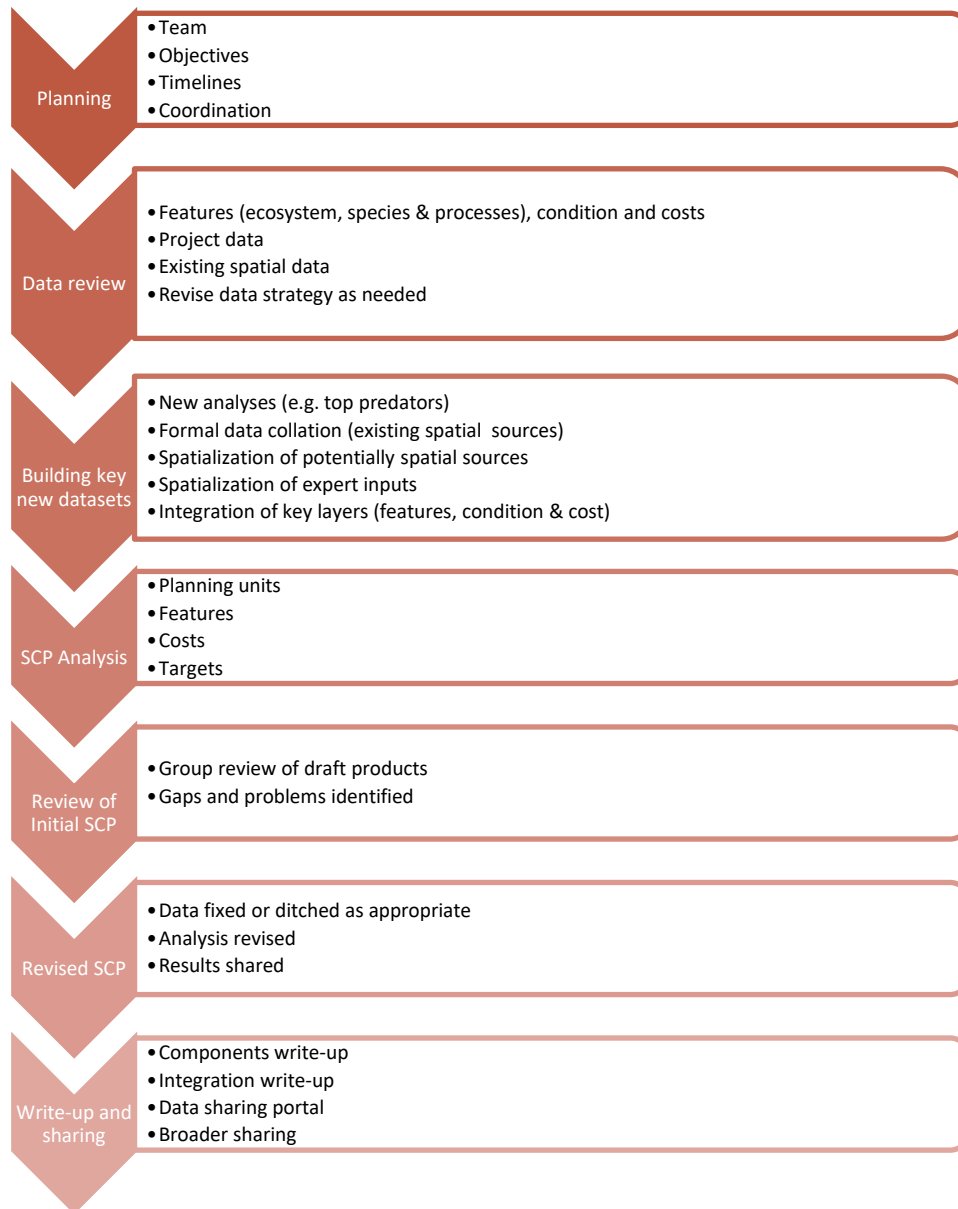 Planning
•Team
•Objectives
•Timelines
•Coordination
Data review
•Features (ecosystem, species & processes), condition and costs
•Project data
•Existing spatial data
•Revise data strategy as needed
Building key
new datasets
•New analyses (e.g. top predators)
•Formal data collation (existing spatial sources)
•Spatialization of potentially spatial sources
•Spatialization of expert inputs
•Integration of key layers (features, condition & cost)
SCP Analysis
•Planning units
•Features
•Costs
•Targets
Review of
Initial SCP
•Group review of draft products
•Gaps and problems identified
Revised SCP
•Data fixed or ditched as appropriate
•Analysis revised
•Results shared
Write-up and
sharing
•Components write-up
•Integration write-up
•Data sharing portal
•Broader sharing